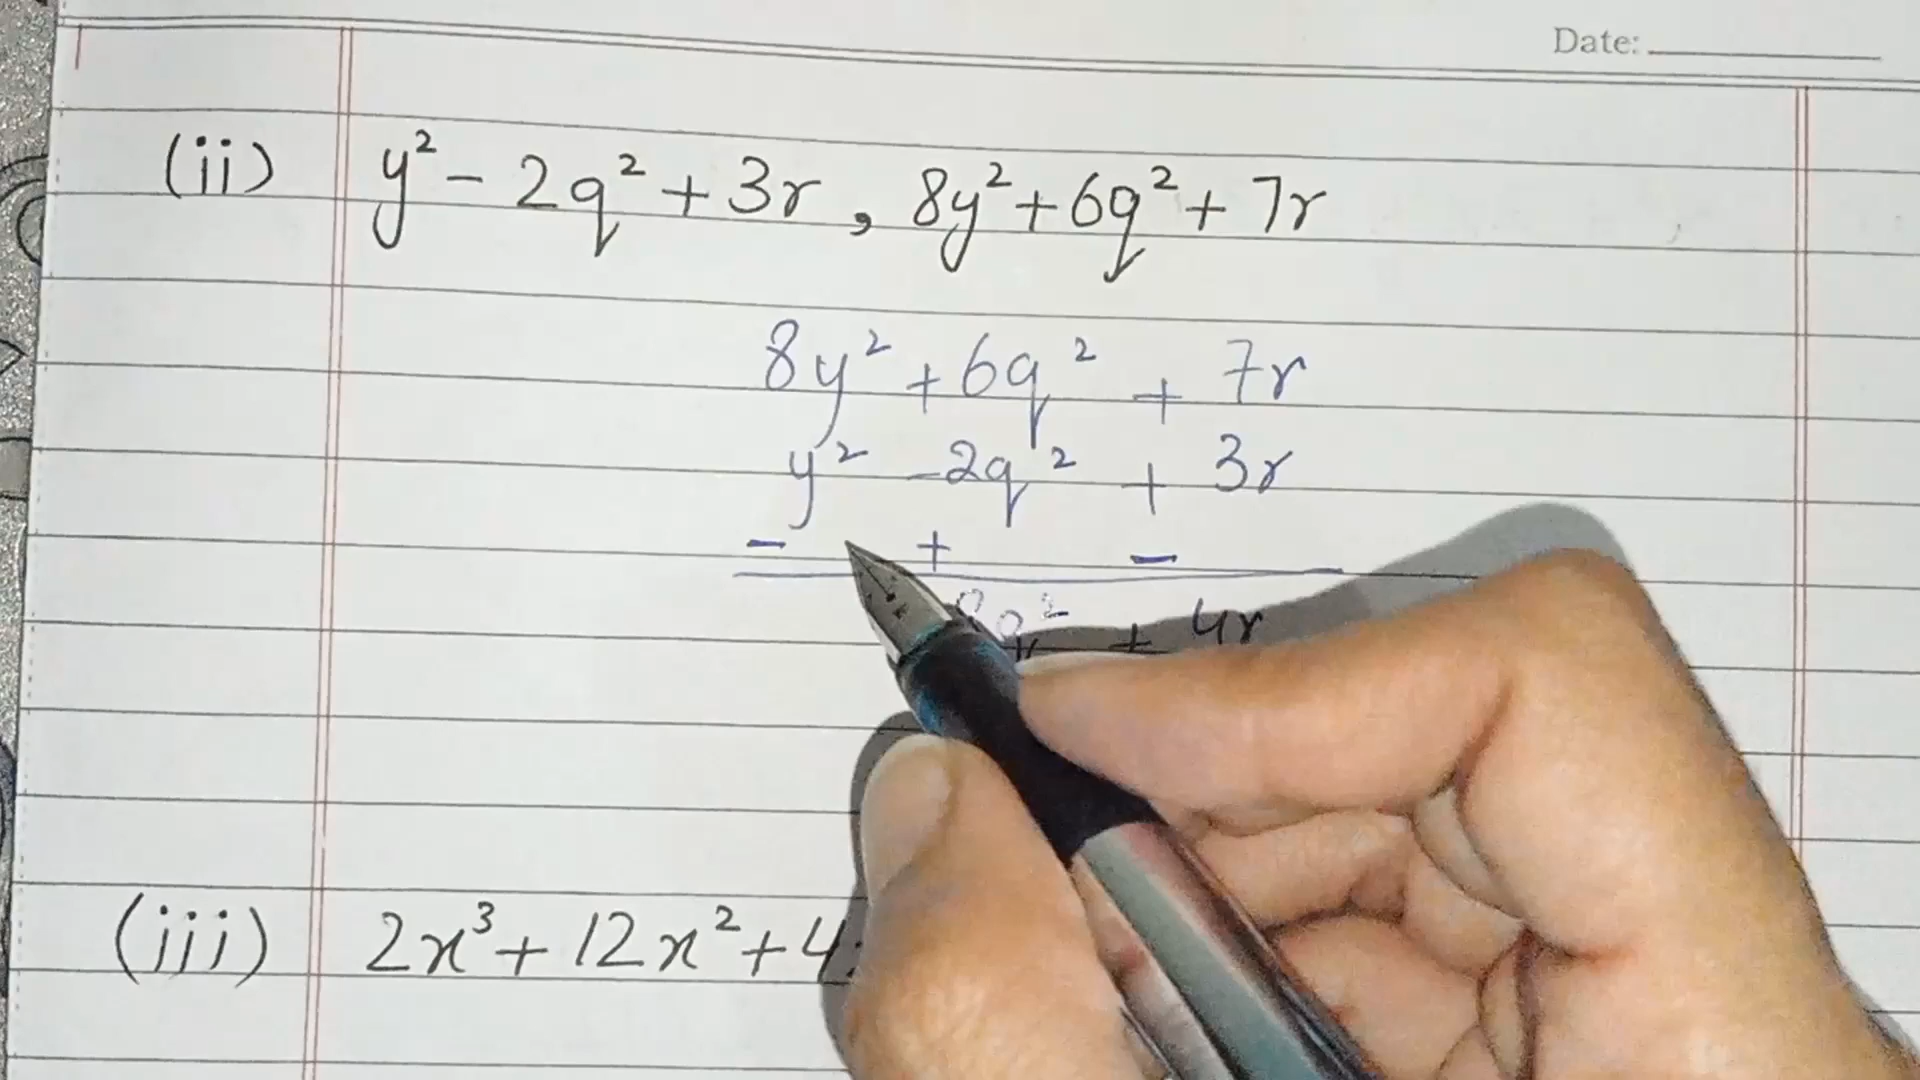 Date:
(ii) y² - 2q² + 3r, 8y² + 6q² + 7r
8y² + 6q² + 7r
y² - 2q² + 3r
- + -
8q² + 4r
(iii) 2x³ + 12x² + 4